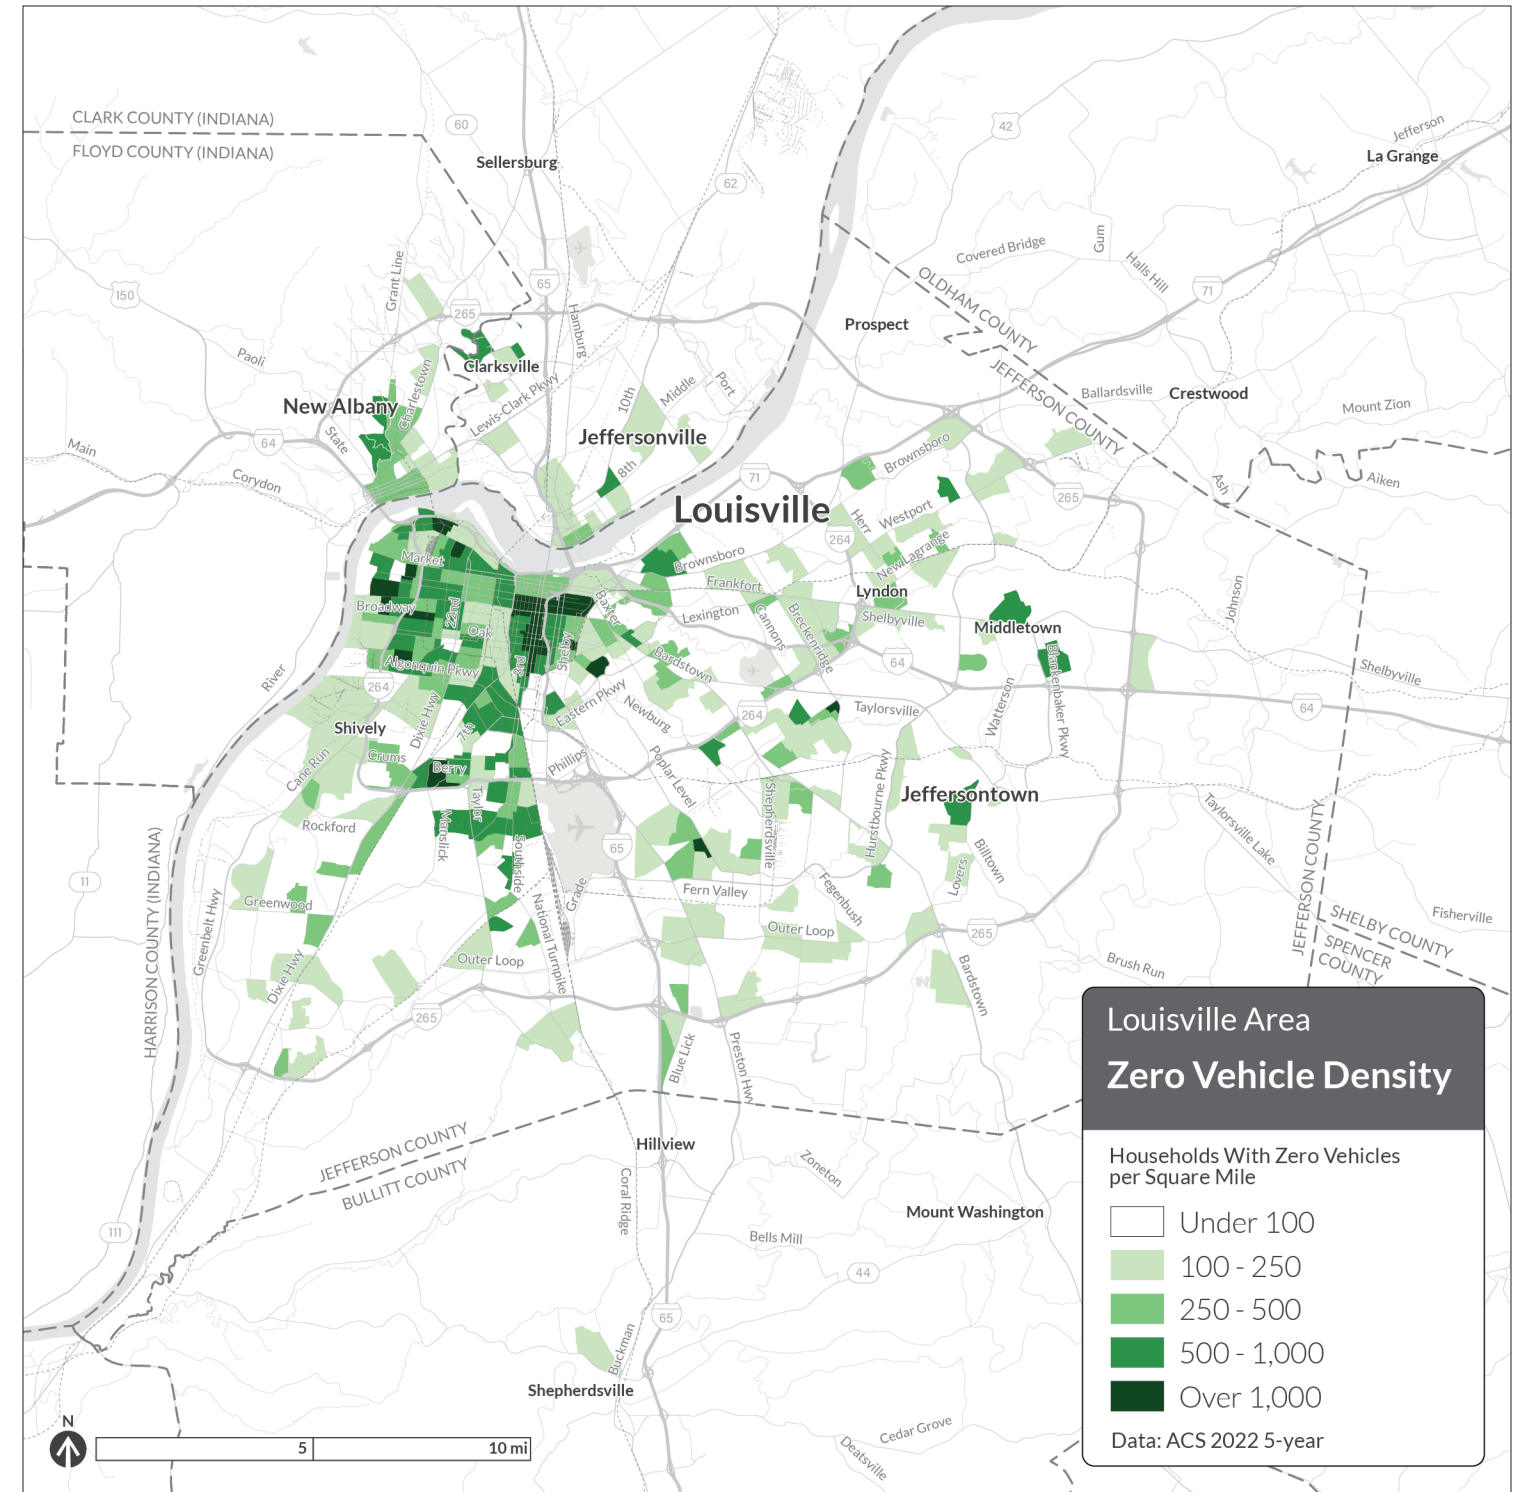 CLARK COUNTY (INDIANA)
FLOYD COUNTY (INDIANA)
60
Sellersburg
62
42
Jefferson
La Grange
Covered Bridge
Gum
Halls Hill
71
OLDHAM COUNTY
JEFFERSON COUNTY
150
Grant Line
265
65
Hamburg
Prospect
Paoli
Clarksville
Charlestown
Lewis-Clark Pkwy
10th
Middle
Port
Ballardsville
Crestwood
Mount Zion
New Albany
State
64
Main
Corydon
Jeffersonville
8th
71
Brownsboro
265
Ash
Aiken
Louisville
Herr
Westport
264
New Lagrange
Market
Brownsboro
Frankfort
Lyndon
Broadway
22nd
Oak
Baxter
Lexington
Cannons
Breckenridge
Shelbyville
Middletown
Johnson
Algonquin Pkwy
3rd
Shelby
Bardstown
64
Blankenbaker Pkwy
Shelbyville
River
264
Dixie Hwy
Eastern Pkwy
Newburg
264
Taylorsville
Watterson
64
Shively
7th
Crums
Berry
Cane Run
Phillips
Poplar Level
Shepherdsville
Hurstbourne Pkwy
Jeffersontown
Taylorsville Lake
Rockford
Manslick
Taylor
Southside
65
Billtown
Lovers
11
Greenwood
Greenbelt Hwy
National Turnpike
Grade
Fern Valley
Fegenbush
Outer Loop
265
JEFFERSON COUNTY
SHELBY COUNTY
SPENCER
COUNTY
Fisherville
HARRISON COUNTY (INDIANA)
Dixie Hwy
Outer Loop
265
Bardstown
Brush Run
Blue Lick
Preston Hwy
JEFFERSON COUNTY
BULLITT COUNTY
Hillview
Coral Ridge
Zoneton
Mount Washington
111
Bells Mill
44
65
Buckman
Shepherdsville
Cedar Grove
Deatsville
N
5
10 mi
Louisville Area
Zero Vehicle Density
Households With Zero Vehicles
per Square Mile
Under 100
100 - 250
250 - 500
500 - 1,000
Over 1,000
Data: ACS 2022 5-year